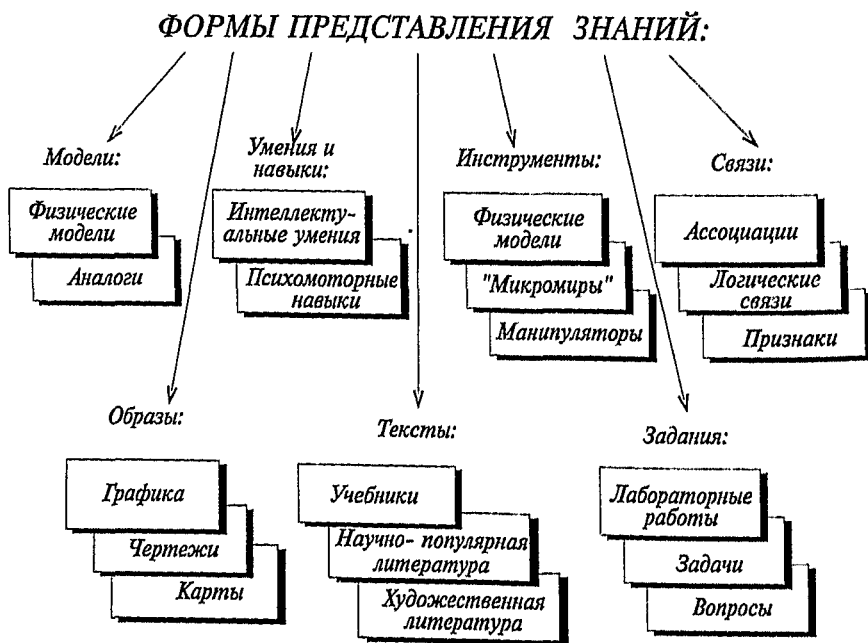 ФОРМЫ ПРЕДСТАВЛЕНИЯ ЗНАНИЙ:
Модели:
Физические
модели
Аналоги
Умения и
навыки:
Интеллекту-
альные умения
Психомоторные
навыки
Инструменты:
Физические
модели
"Микромиры"
Манипуляторы
Связи:
Ассоциации
Логические
связи
Признаки
Образы:
Графика
Чертежи
Карты
Тексты:
Учебники
Научно- популярная
литература
Художественная
литература
Задания:
Лабораторные
работы
Задачи
Вопросы